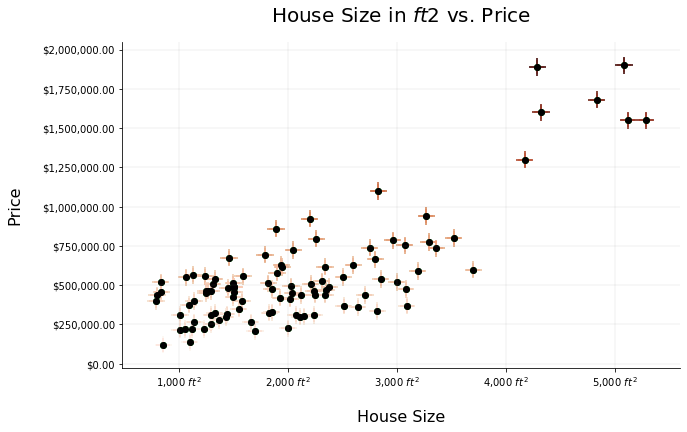 House Size in ft2 vs. Price
$2,000,000.00
$1,750,000.00
$1,500,000.00
$1,250,000.00
$1,000,000.00
$750,000.00
$500,000.00
$250,000.00
$0.00
Price
1,000 ft² 2,000 ft² 3,000 ft² 4,000 ft² 5,000 ft²
House Size